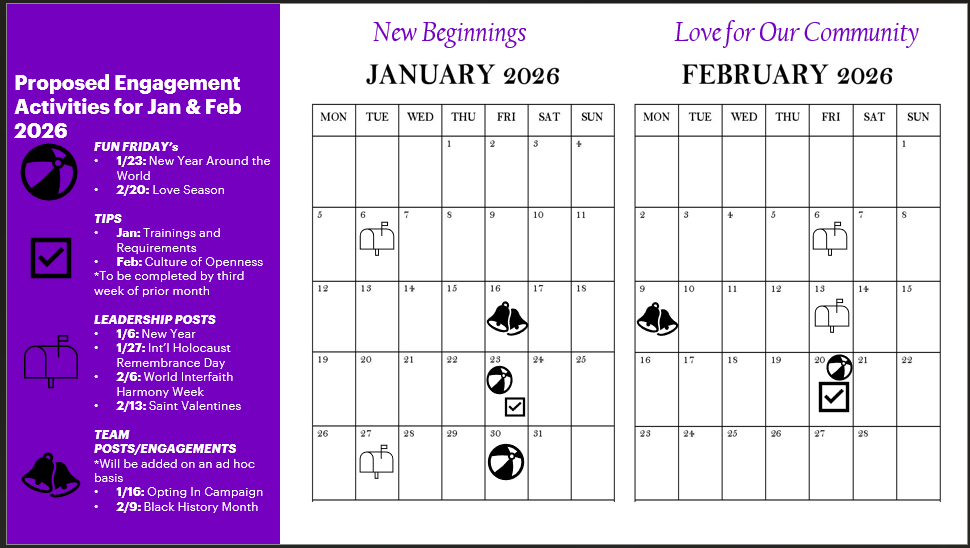 Proposed Engagement
Activities for Jan & Feb
2026
FUN FRIDAY's
• 1/23: New Year Around the
World
• 2/20: Love Season
TIPS
• Jan: Trainings and
Requirements
• Feb: Culture of Openness
*To be completed by third
week of prior month
LEADERSHIP POSTS
• 1/6: New Year
• 1/27: Int'l Holocaust
Remembrance Day
• 2/6: World Interfaith
Harmony Week
• 2/13: Saint Valentines
TEAM
POSTS/ENGAGEMENTS
*Will be added on an ad hoc
basis
• 1/16: Opting In Campaign
• 2/9: Black History Month
New Beginnings
JANUARY 2026
MON TUE WED THU FRI SAT SUN
1 2 3 4
5 6 7 8 9 10 11
12 13 14 15 16 17 18
19 20 21 22 23 24 25
26 27 28 29 30 31
Love for Our Community
FEBRUARY 2026
MON TUE WED THU FRI SAT SUN
1
2 3 4 5 6 7 8
9 10 11 12 13 14 15
16 17 18 19 20 21 22
23 24 25 26 27 28